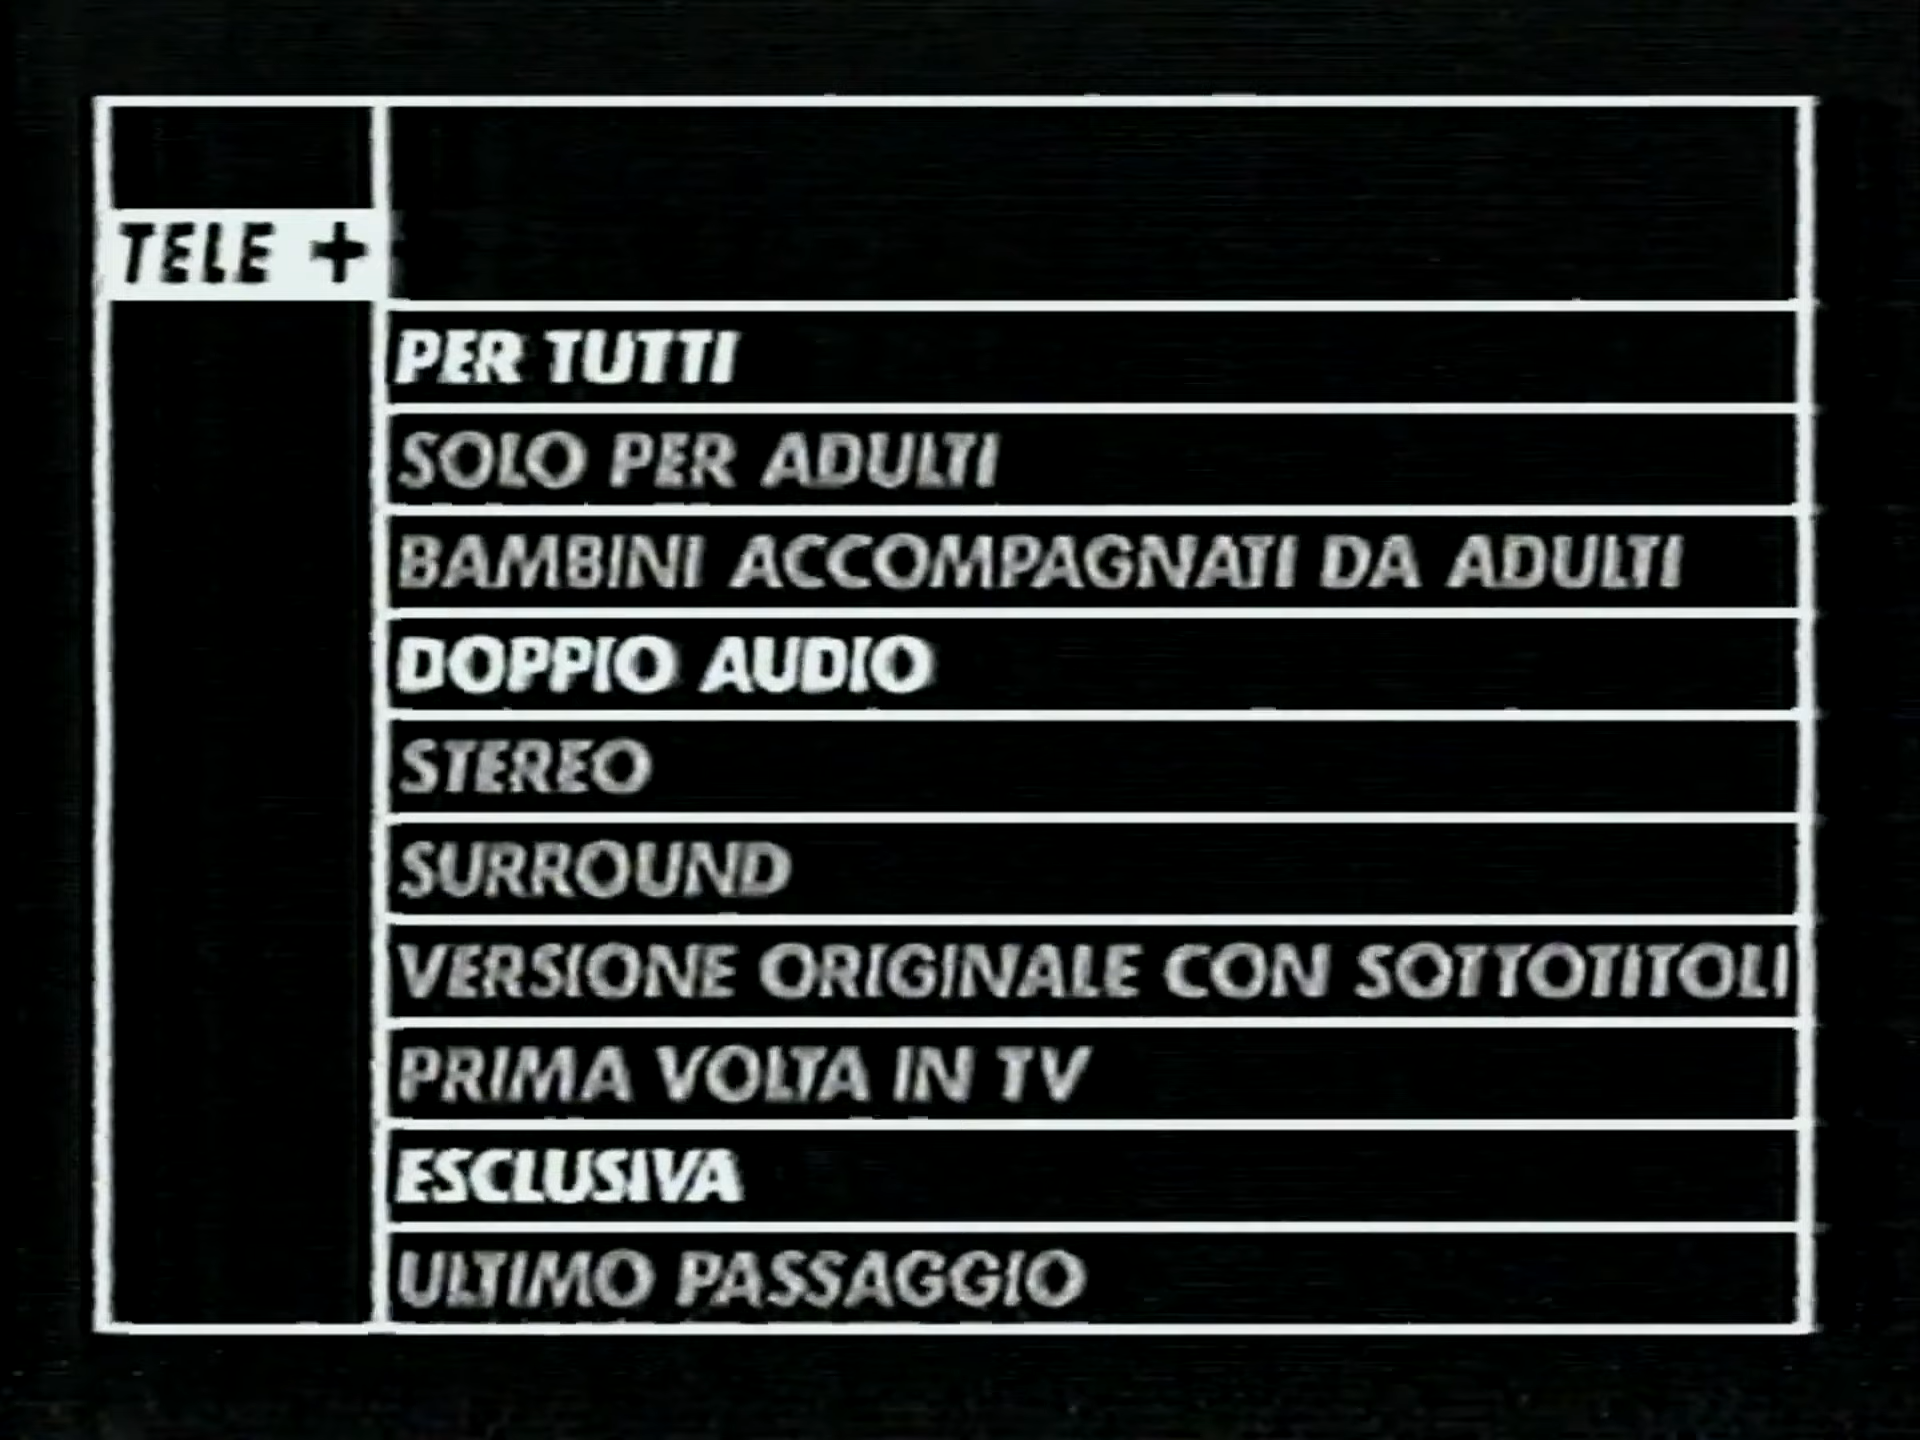 TELE +
PER TUTTI
SOLO PER ADULTI
BAMBINI ACCOMPAGNATI DA ADULTI
DOPPIO AUDIO
STEREO
SURROUND
VERSIONE ORIGINALE CON SOTTOTITOLI
PRIMA VOLTA IN TV
ESCLUSIVA
ULTIMO PASSAGGIO